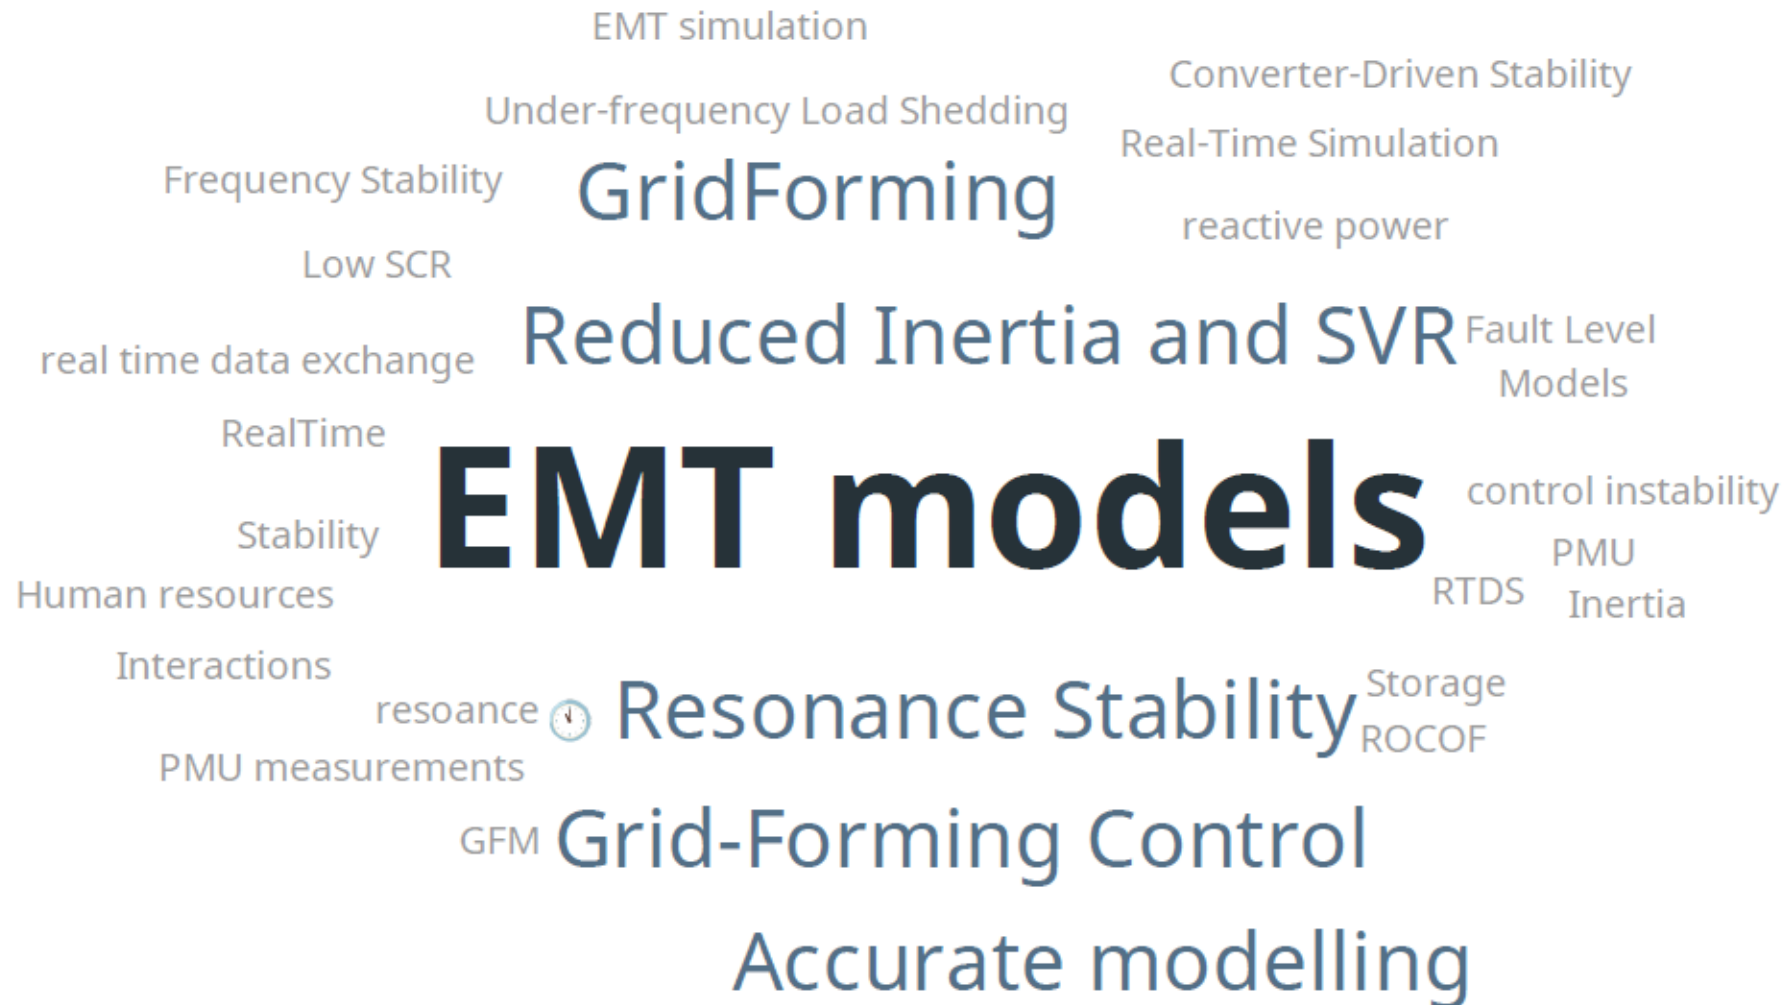 EMT simulation
Converter-Driven Stability
Under-frequency Load Shedding
Real-Time Simulation
Frequency Stability
GridForming
reactive power
Low SCR
Reduced Inertia and SVR
Fault Level
real time data exchange
Models
RealTime
EMT models
control instability
Stability
PMU
Human resources
RTDS
Inertia
Interactions
Storage
resoance
Resonance Stability
ROCOF
PMU measurements
GFM
Grid-Forming Control
Accurate modelling